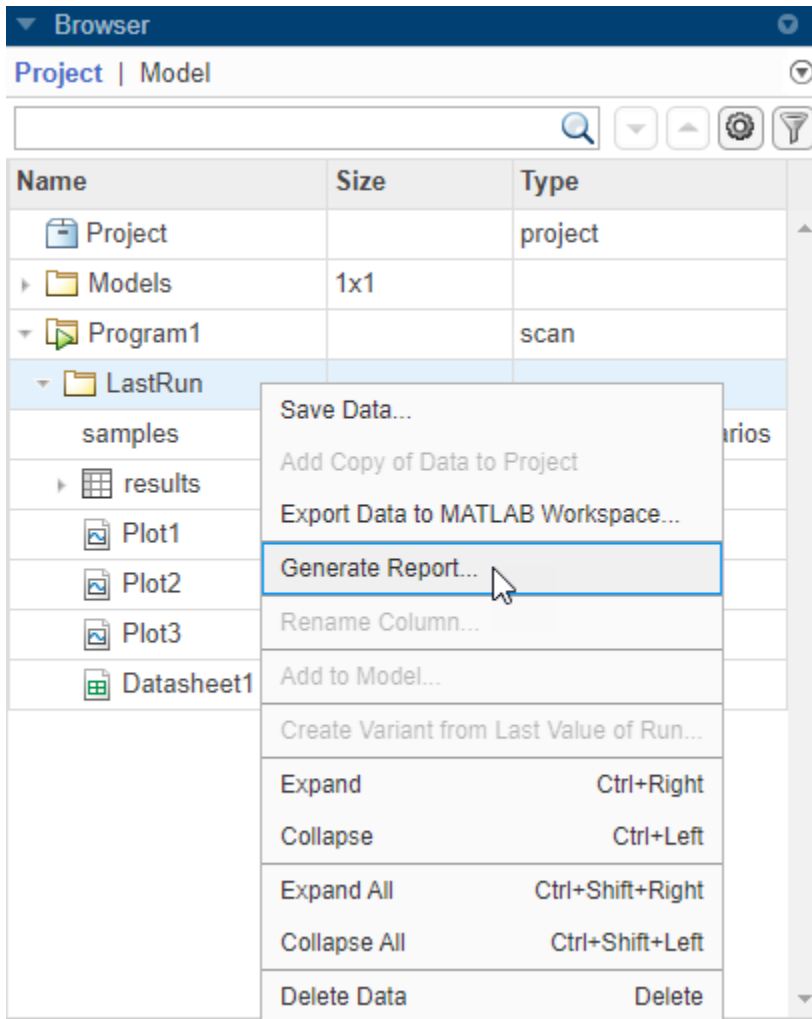 Browser
Project | Model
Name Size Type
Project project
Models 1x1
Program1 scan
LastRun
Save Data...
samples
Add Copy of Data to Project
results
Export Data to MATLAB Workspace...
Plot1
Generate Report...
Plot2
Rename Column...
Plot3
Add to Model...
Datasheet1
Create Variant from Last Value of Run...
Expand Ctrl+Right
Collapse Ctrl+Left
Expand All Ctrl+Shift+Right
Collapse All Ctrl+Shift+Left
Delete Data Delete